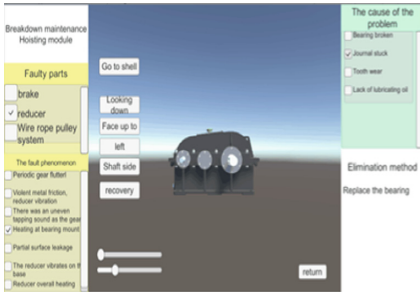 Breakdown maintenance
Hoisting module
Faulty parts
brake
reducer
Wire rope pulley
system
The fault phenomenon
Periodic gear flutter!
Violent metal friction,
reducer vibration
There was an uneven
tapping sound as the gear
Heating at bearing mount
Partial surface leakage
The reducer vibrates on th
base
Reducer overall heating
Go to shell
Looking
down
Face up to
left
Shaft side
recovery
return
The cause of the
problem
Bearing broken
Journal stuck
Tooth wear
Lack of lubricating oil
Elimination method
Replace the bearing